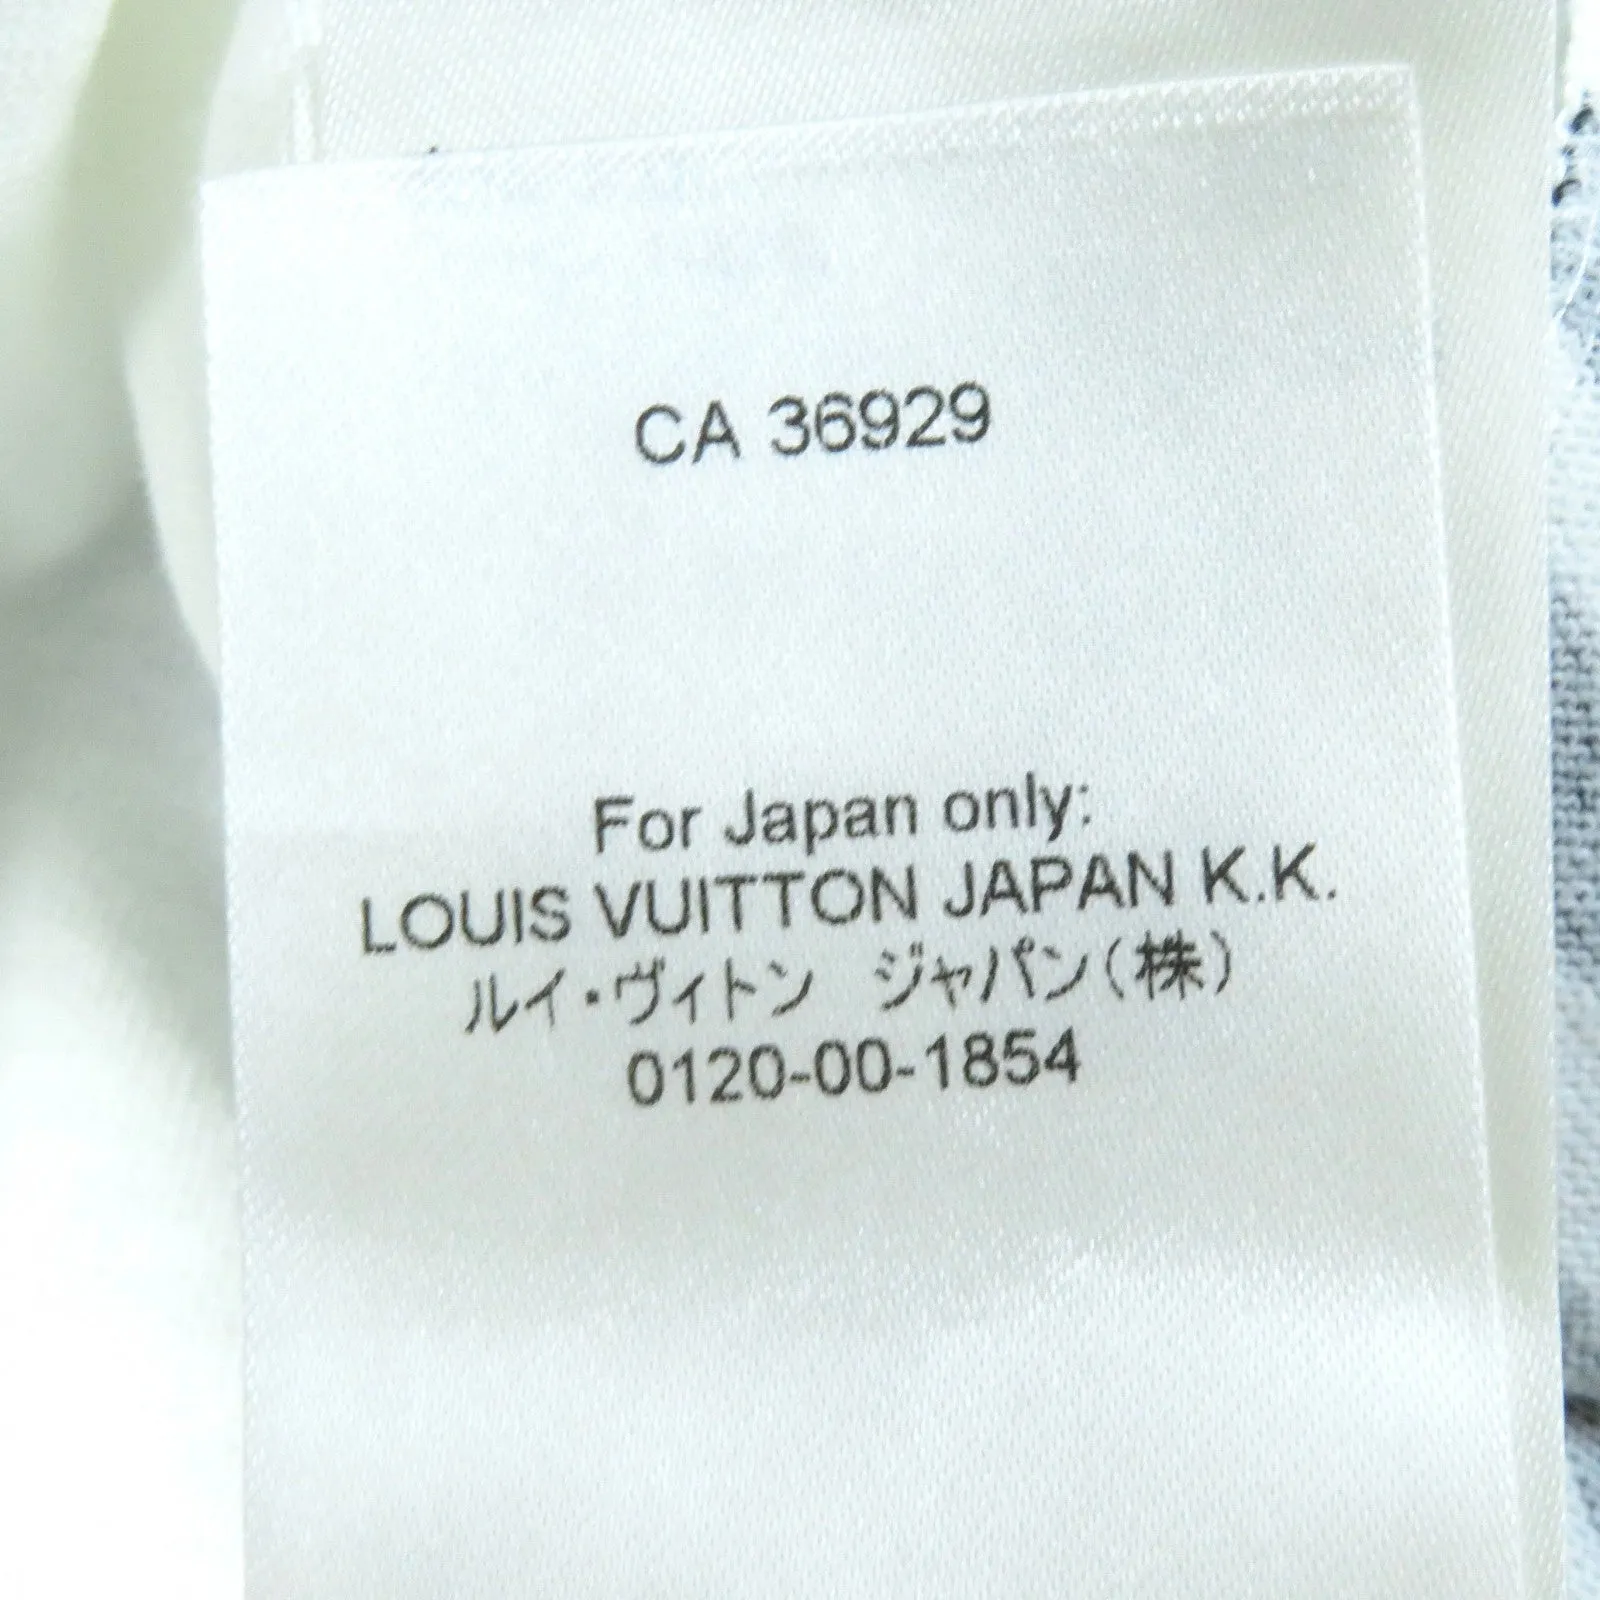 CA 36929
For Japan only:
LOUIS VUITTON JAPAN K.K.
ルイ・ヴィトン　ジャパン(株)
0120-00-1854